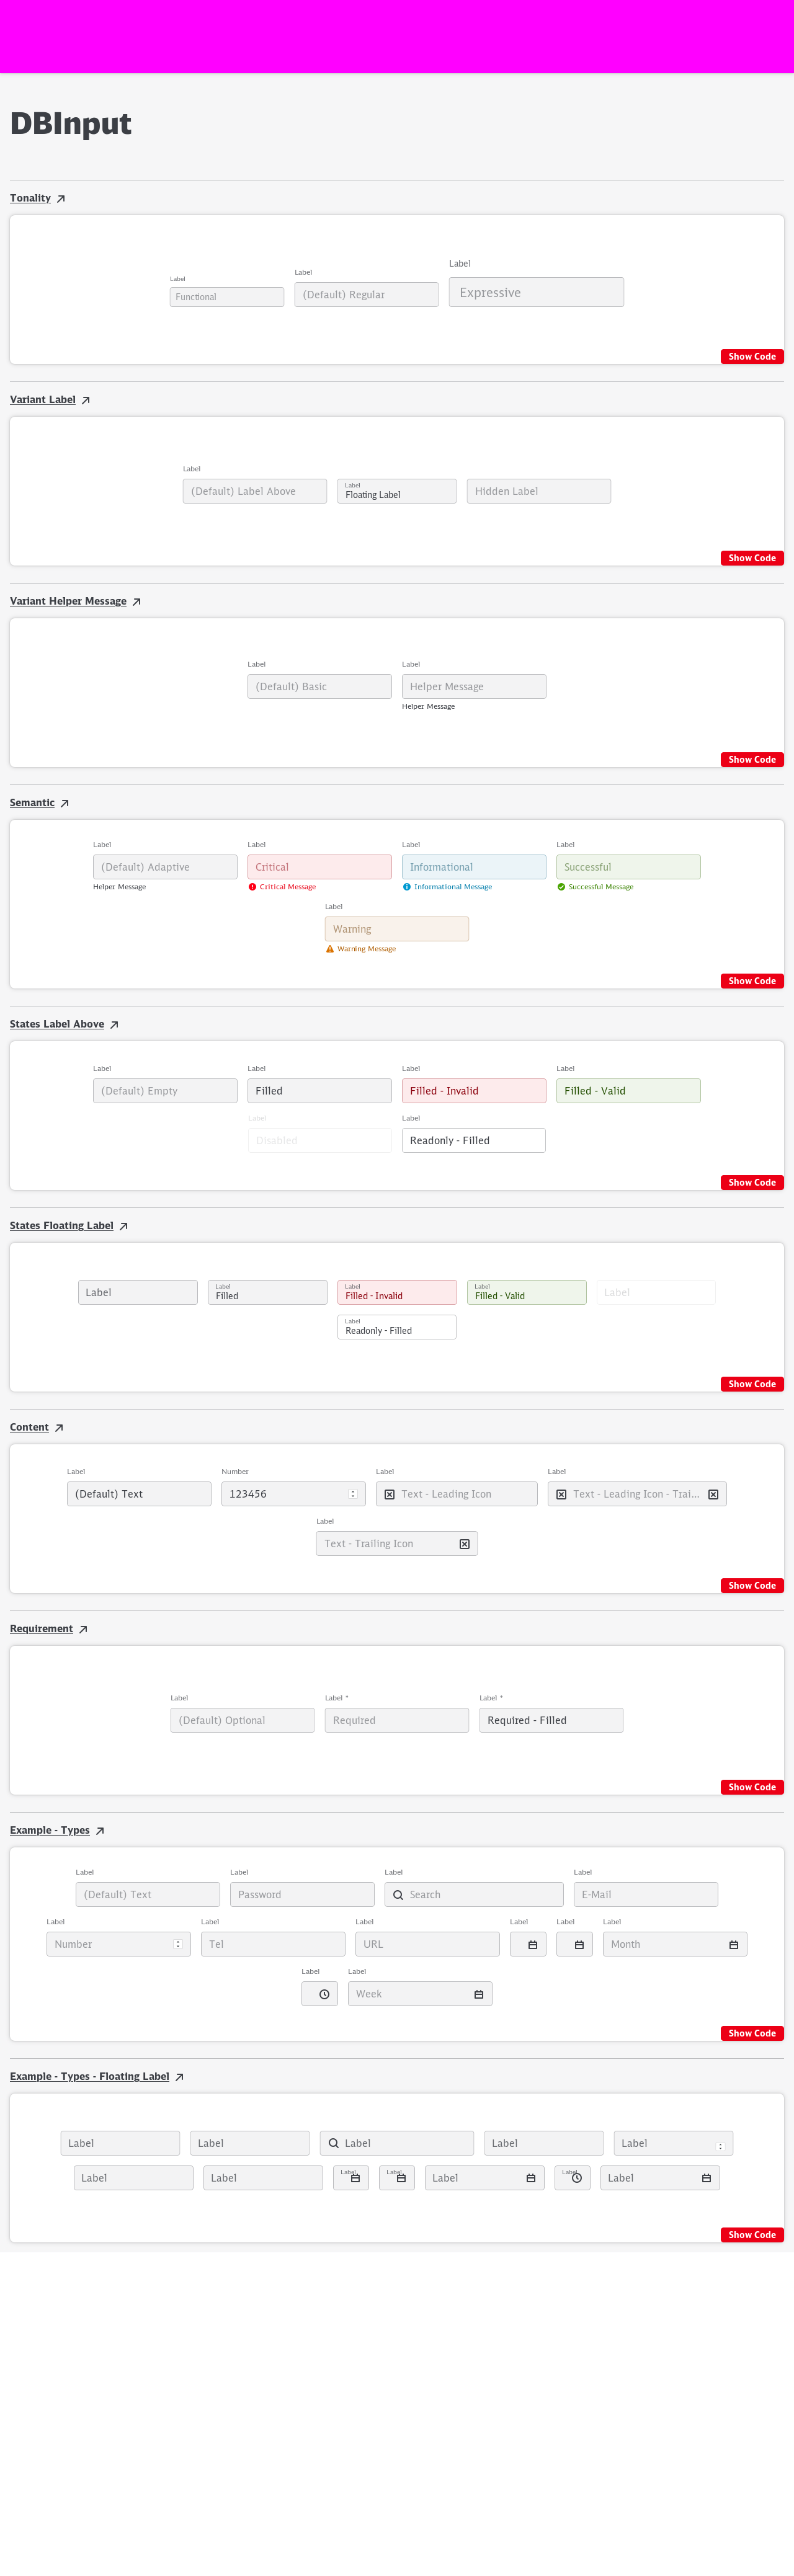 DBInput
Tonality
Label
Label
Label
Functional
(Default) Regular
Expressive
Show Code
Variant Label
Label
(Default) Label Above
Label
Floating Label
Hidden Label
Show Code
Variant Helper Message
Label
Label
(Default) Basic
Helper Message
Helper Message
Show Code
Semantic
Label
Label
Label
Label
(Default) Adaptive
Critical
Informational
Successful
Helper Message
Critical Message
Informational Message
Successful Message
Label
Warning
Warning Message
Show Code
States Label Above
Label
Label
Label
Label
(Default) Empty
Filled
Filled - Invalid
Filled - Valid
Label
Label
Disabled
Readonly - Filled
Show Code
States Floating Label
Label
Label
Filled
Label
Filled - Invalid
Label
Filled - Valid
Label
Label
Readonly - Filled
Show Code
Content
Label
Number
Label
Label
(Default) Text
123456
Text - Leading Icon
Text - Leading Icon - Trai...
Label
Text - Trailing Icon
Show Code
Requirement
Label
Label *
Label *
(Default) Optional
Required
Required - Filled
Show Code
Example - Types
Label
Label
Label
Label
(Default) Text
Password
Search
E-Mail
Label
Label
Label
Label
Label
Label
Number
Tel
URL
Month
Label
Label
Week
Show Code
Example - Types - Floating Label
Label
Label
Label
Label
Label
Label
Label
Label
Label
Label
Label
Label
Show Code